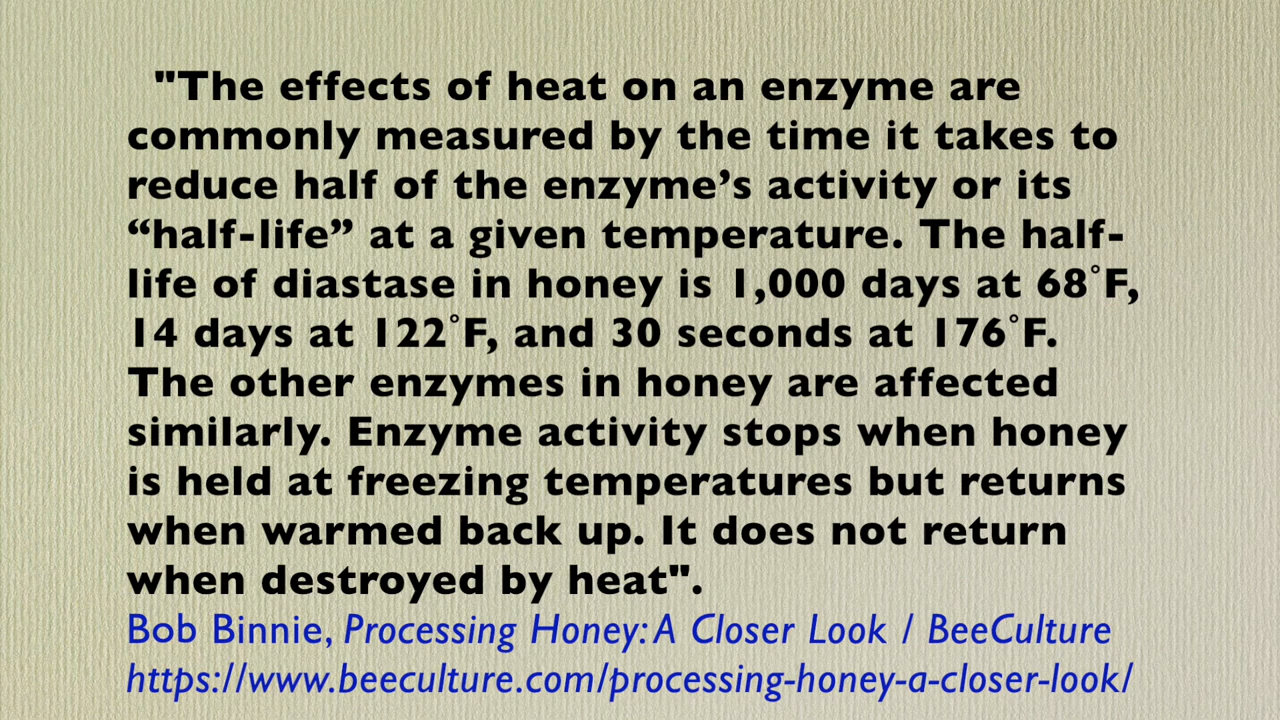 "The effects of heat on an enzyme are
commonly measured by the time it takes to
reduce half of the enzyme’s activity or its
“half-life” at a given temperature. The half-
life of diastase in honey is 1,000 days at 68˚F,
14 days at 122˚F, and 30 seconds at 176˚F.
The other enzymes in honey are affected
similarly. Enzyme activity stops when honey
is held at freezing temperatures but returns
when warmed back up. It does not return
when destroyed by heat".
Bob Binnie, Processing Honey: A Closer Look / BeeCulture
https://www.beeculture.com/processing-honey-a-closer-look/